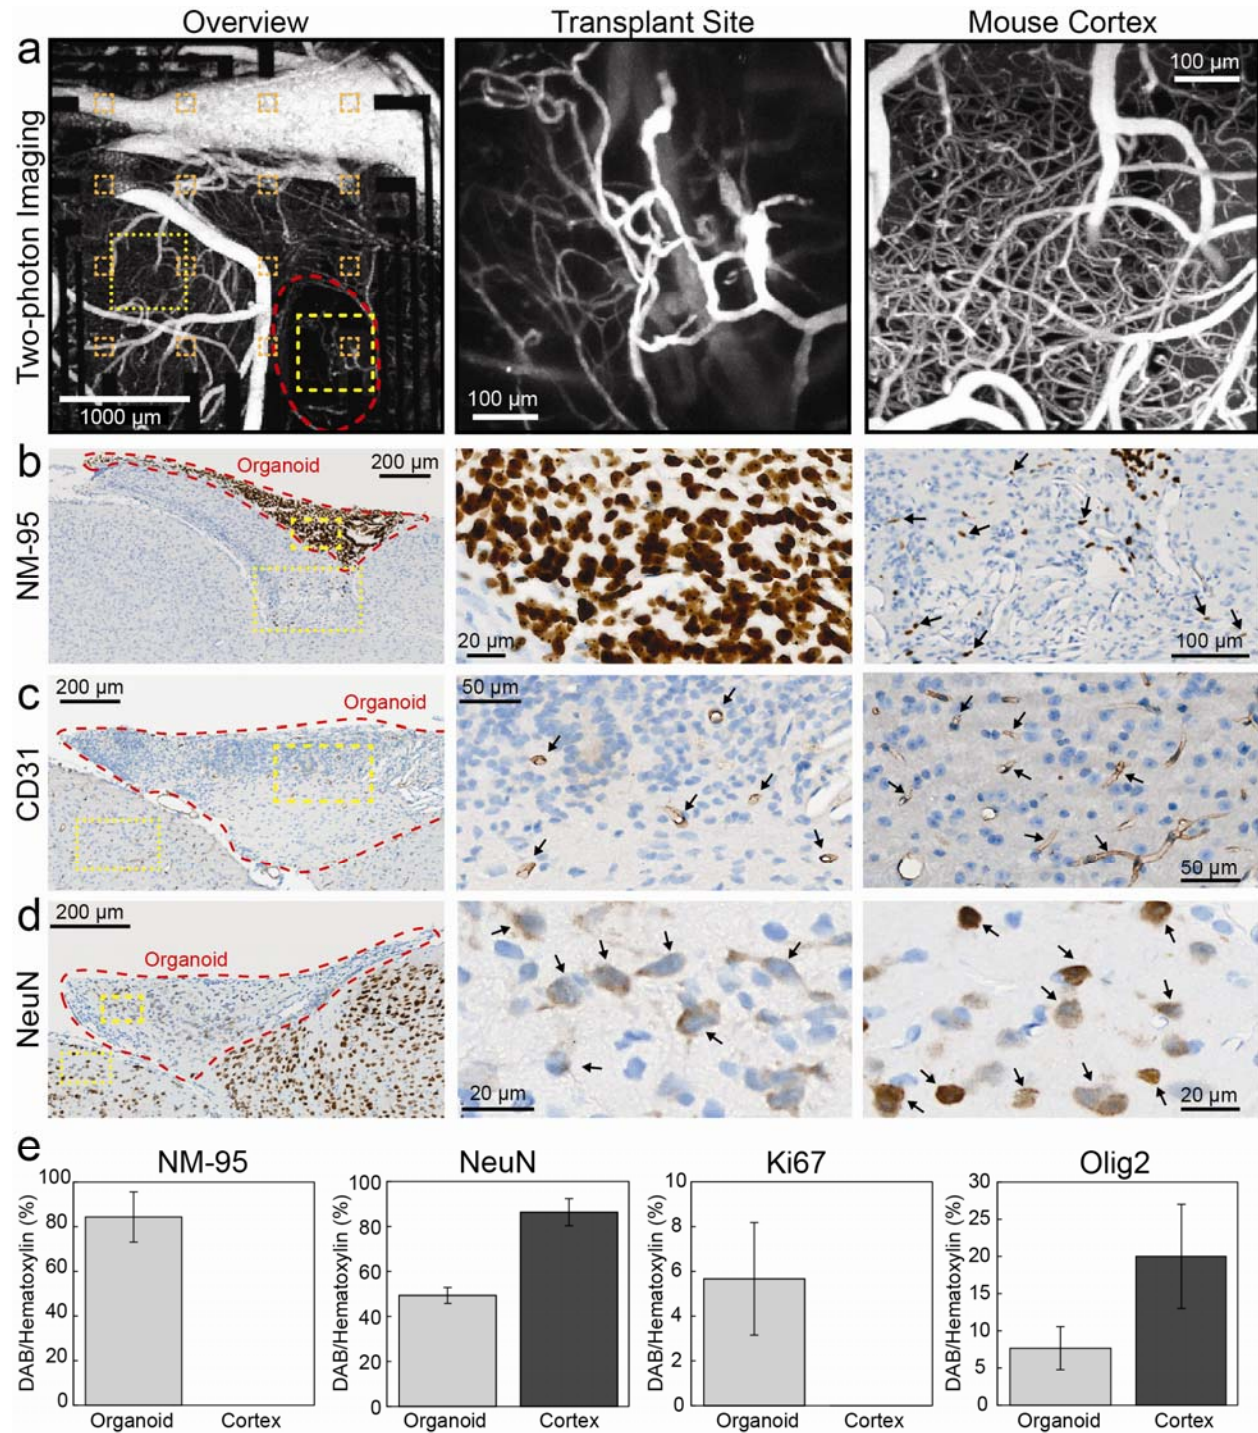 Overview
Transplant Site
Mouse Cortex
a
Two-photon Imaging
1000 µm
100 µm
100 µm
b
NM-95
Organoid
200 µm
20 µm
100 µm
c
CD31
200 µm
Organoid
50 µm
50 µm
d
NeuN
200 µm
Organoid
20 µm
20 µm
e
NM-95
DAB/Hematoxylin (%)
100
80
60
40
20
0
Organoid
Cortex
NeuN
DAB/Hematoxylin (%)
100
80
60
40
20
0
Organoid
Cortex
Ki67
DAB/Hematoxylin (%)
10
8
6
4
2
0
Organoid
Cortex
Olig2
DAB/Hematoxylin (%)
30
25
20
15
10
5
0
Organoid
Cortex